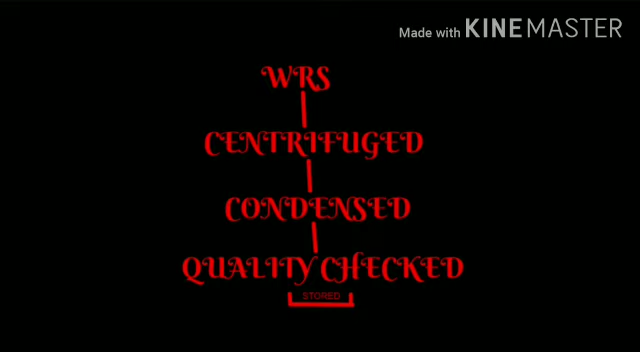 Made with KINEMASTER
WRS
CENTRIFUGED
CONDENSED
QUALITY CHECKED
STORED